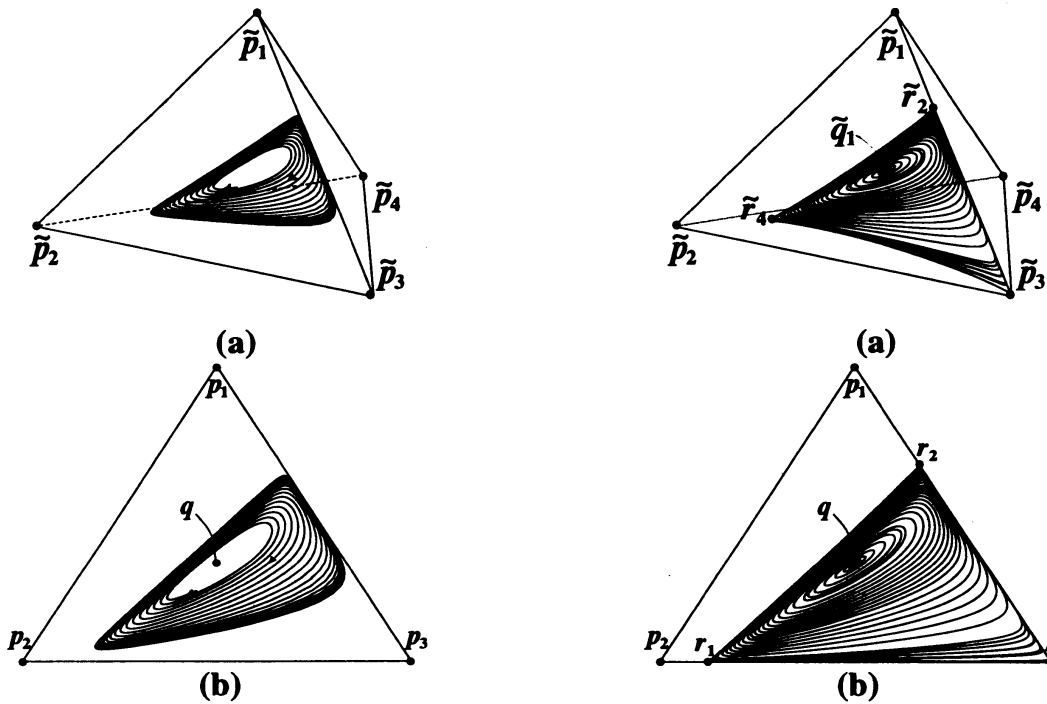 p̃₁
p̃₂
p̃₃
p̃₄
(a)
p₁
q
p₂
p₃
(b)
p̃₁
r̃₂
q̃₁
r̃₄
p̃₂
p̃₄
p̃₃
(a)
p₁
r₂
q
p₂
r₁
(b)